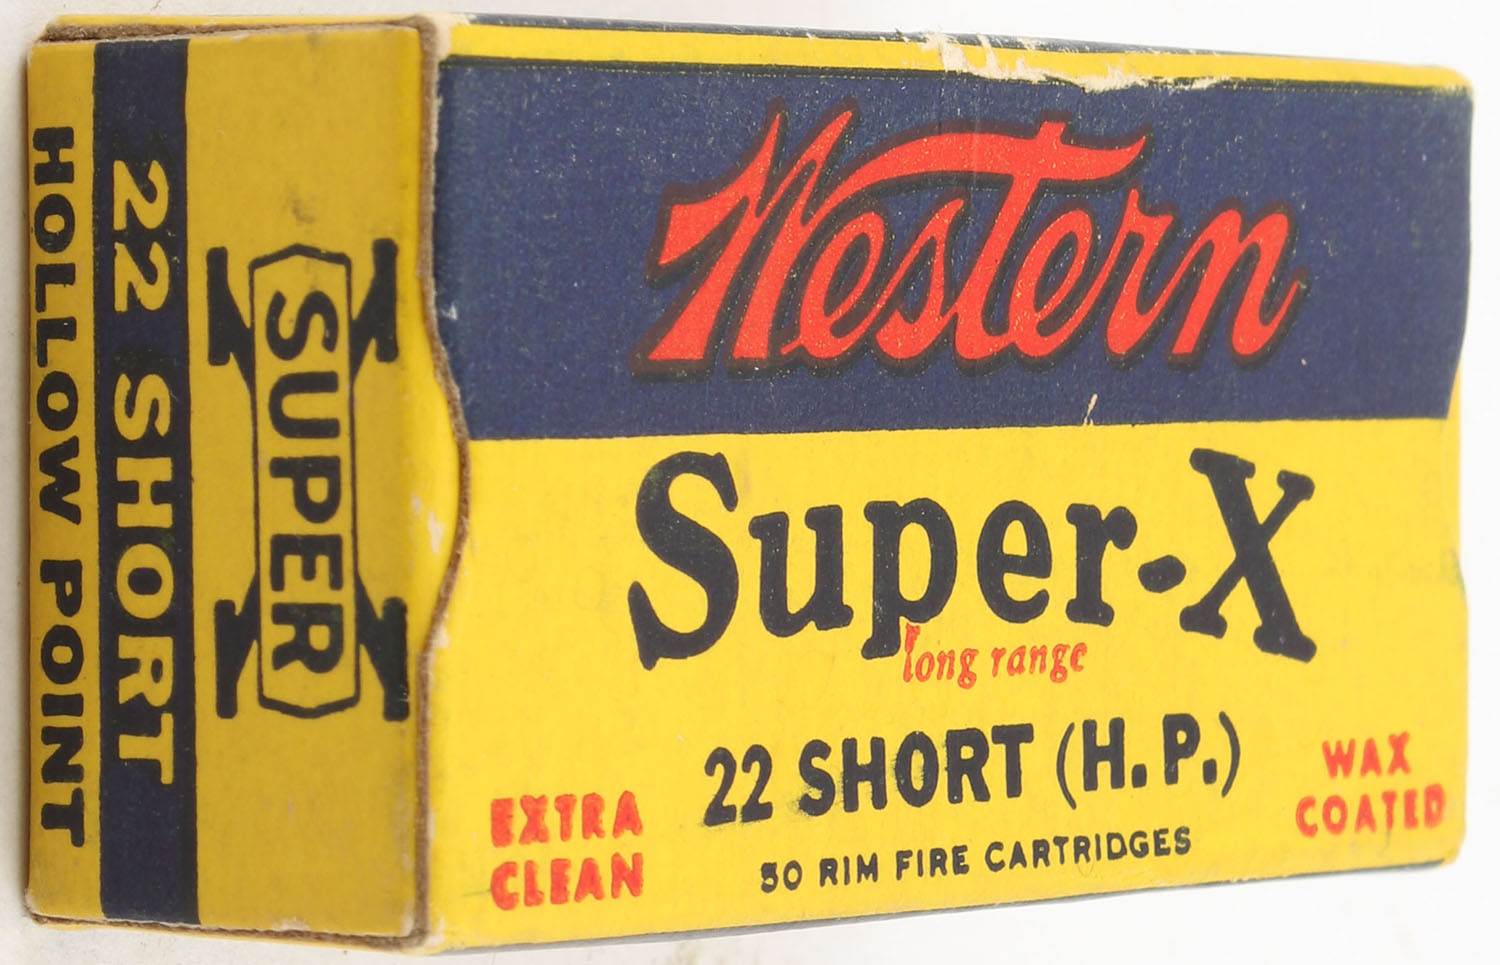 Western
Super-X
long range
22 SHORT (H.P.)
50 RIM FIRE CARTRIDGES
EXTRA
CLEAN
WAX
COATED
SUPER
22 SHORT
HOLLOW POINT